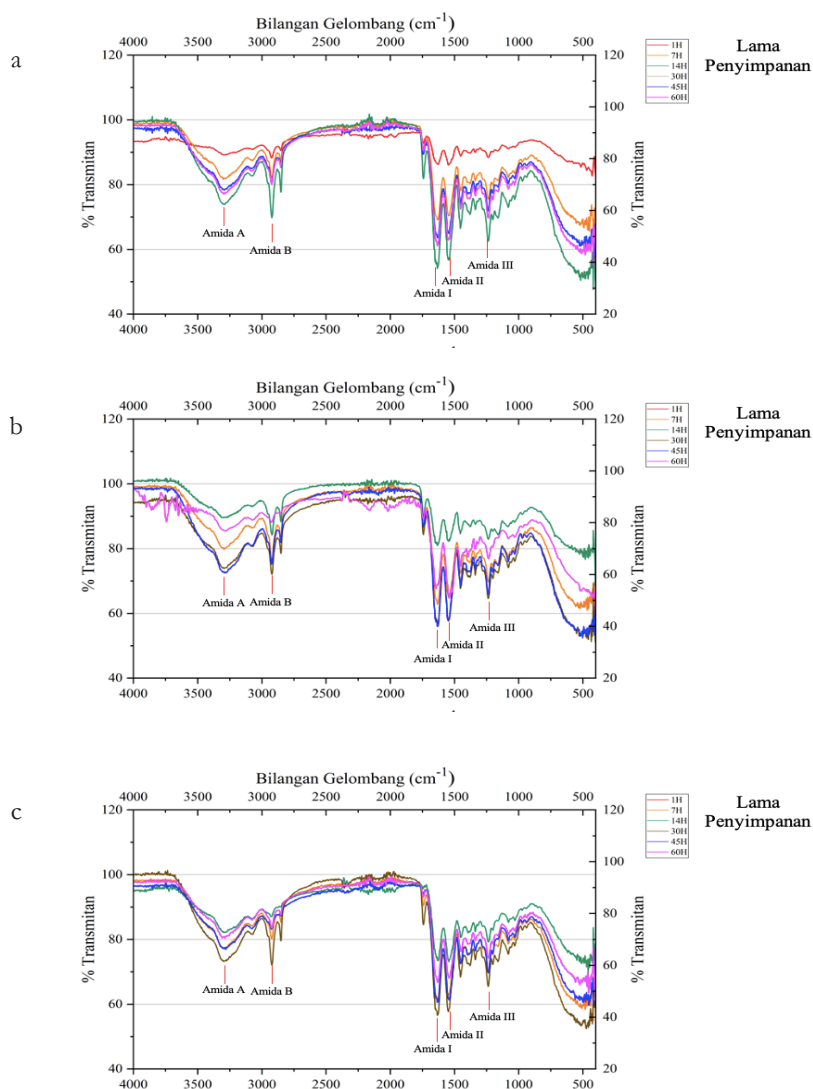 a
Bilangan Gelombang (cm-1)
4000 3500 3000 2500 2000 1500 1000 500
1H
7H
14H
30H
45H
60H
Lama
Penyimpanan
120
100
80
60
40
% Transmitan
120
100
80
60
40
20
% Transmitan
Amida A
Amida B
Amida III
Amida II
Amida I
4000 3500 3000 2500 2000 1500 1000 500
b
Bilangan Gelombang (cm-1)
4000 3500 3000 2500 2000 1500 1000 500
1H
7H
14H
30H
45H
60H
Lama
Penyimpanan
120
100
80
60
40
% Transmitan
120
100
80
60
40
20
% Transmitan
Amida A
Amida B
Amida III
Amida II
Amida I
4000 3500 3000 2500 2000 1500 1000 500
c
Bilangan Gelombang (cm-1)
4000 3500 3000 2500 2000 1500 1000 500
1H
7H
14H
30H
45H
60H
Lama
Penyimpanan
120
100
80
60
40
% Transmitan
120
100
80
60
40
20
% Transmitan
Amida A
Amida B
Amida III
Amida II
Amida I
4000 3500 3000 2500 2000 1500 1000 500